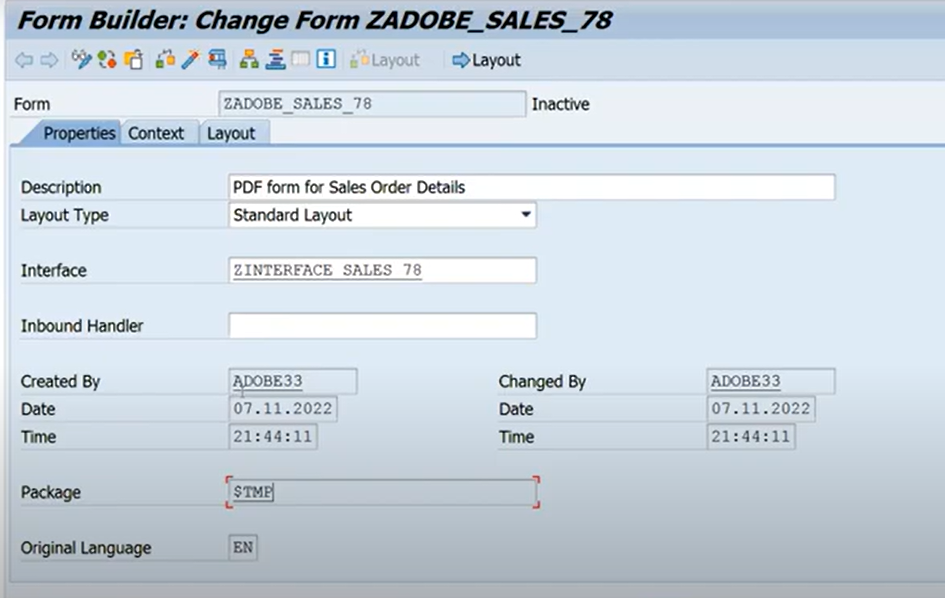 Form Builder: Change Form ZADOBE_SALES_78
Layout Layout
Form ZADOBE_SALES_78 Inactive
Properties Context Layout
Description PDF form for Sales Order Details
Layout Type Standard Layout
Interface ZINTERFACE_SALES_78
Inbound Handler
Created By ADOBE33 Changed By ADOBE33
Date 07.11.2022 Date 07.11.2022
Time 21:44:11 Time 21:44:11
Package $TMP
Original Language EN